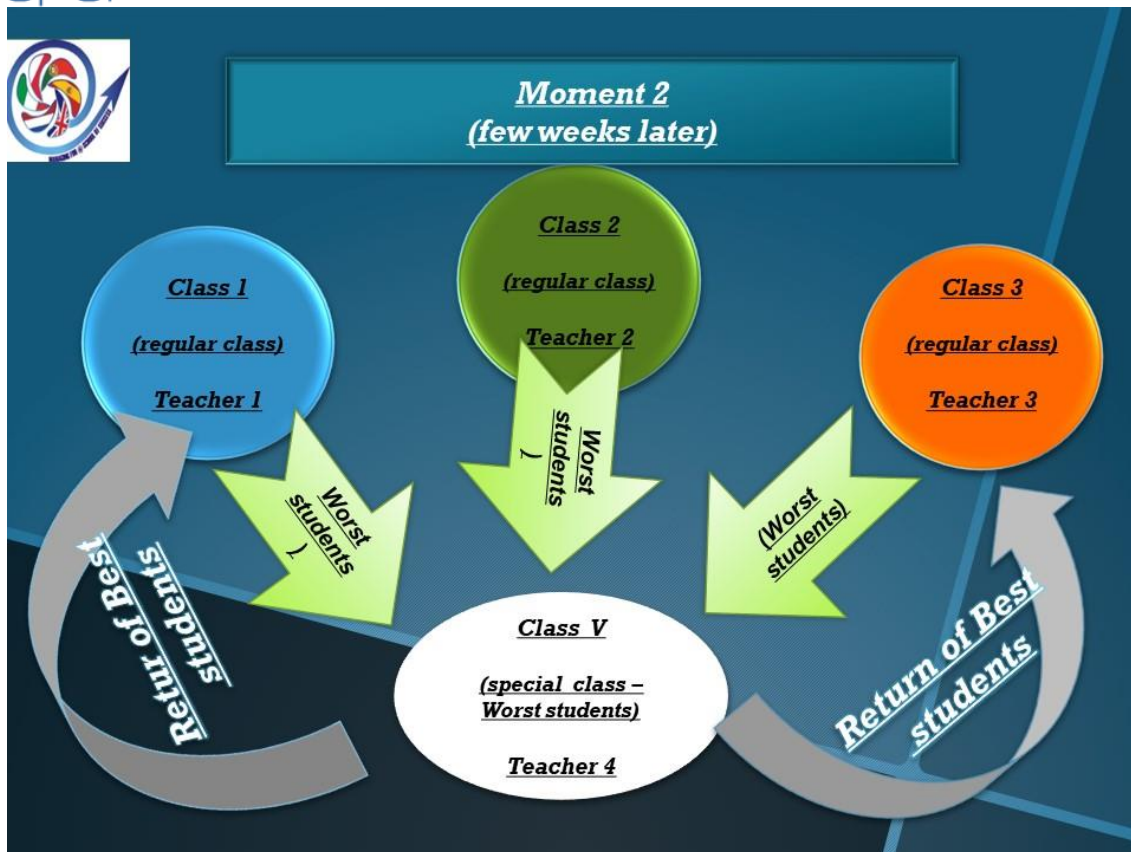 Moment 2
(few weeks later)
Class 1
(regular class)
Teacher 1
Class 2
(regular class)
Teacher 2
Class 3
(regular class)
Teacher 3
Worst
students
)
Worst
students
)
(Worst
students)
Retur of Best
students
Return of Best
students
Class V
(special class –
Worst students)
Teacher 4